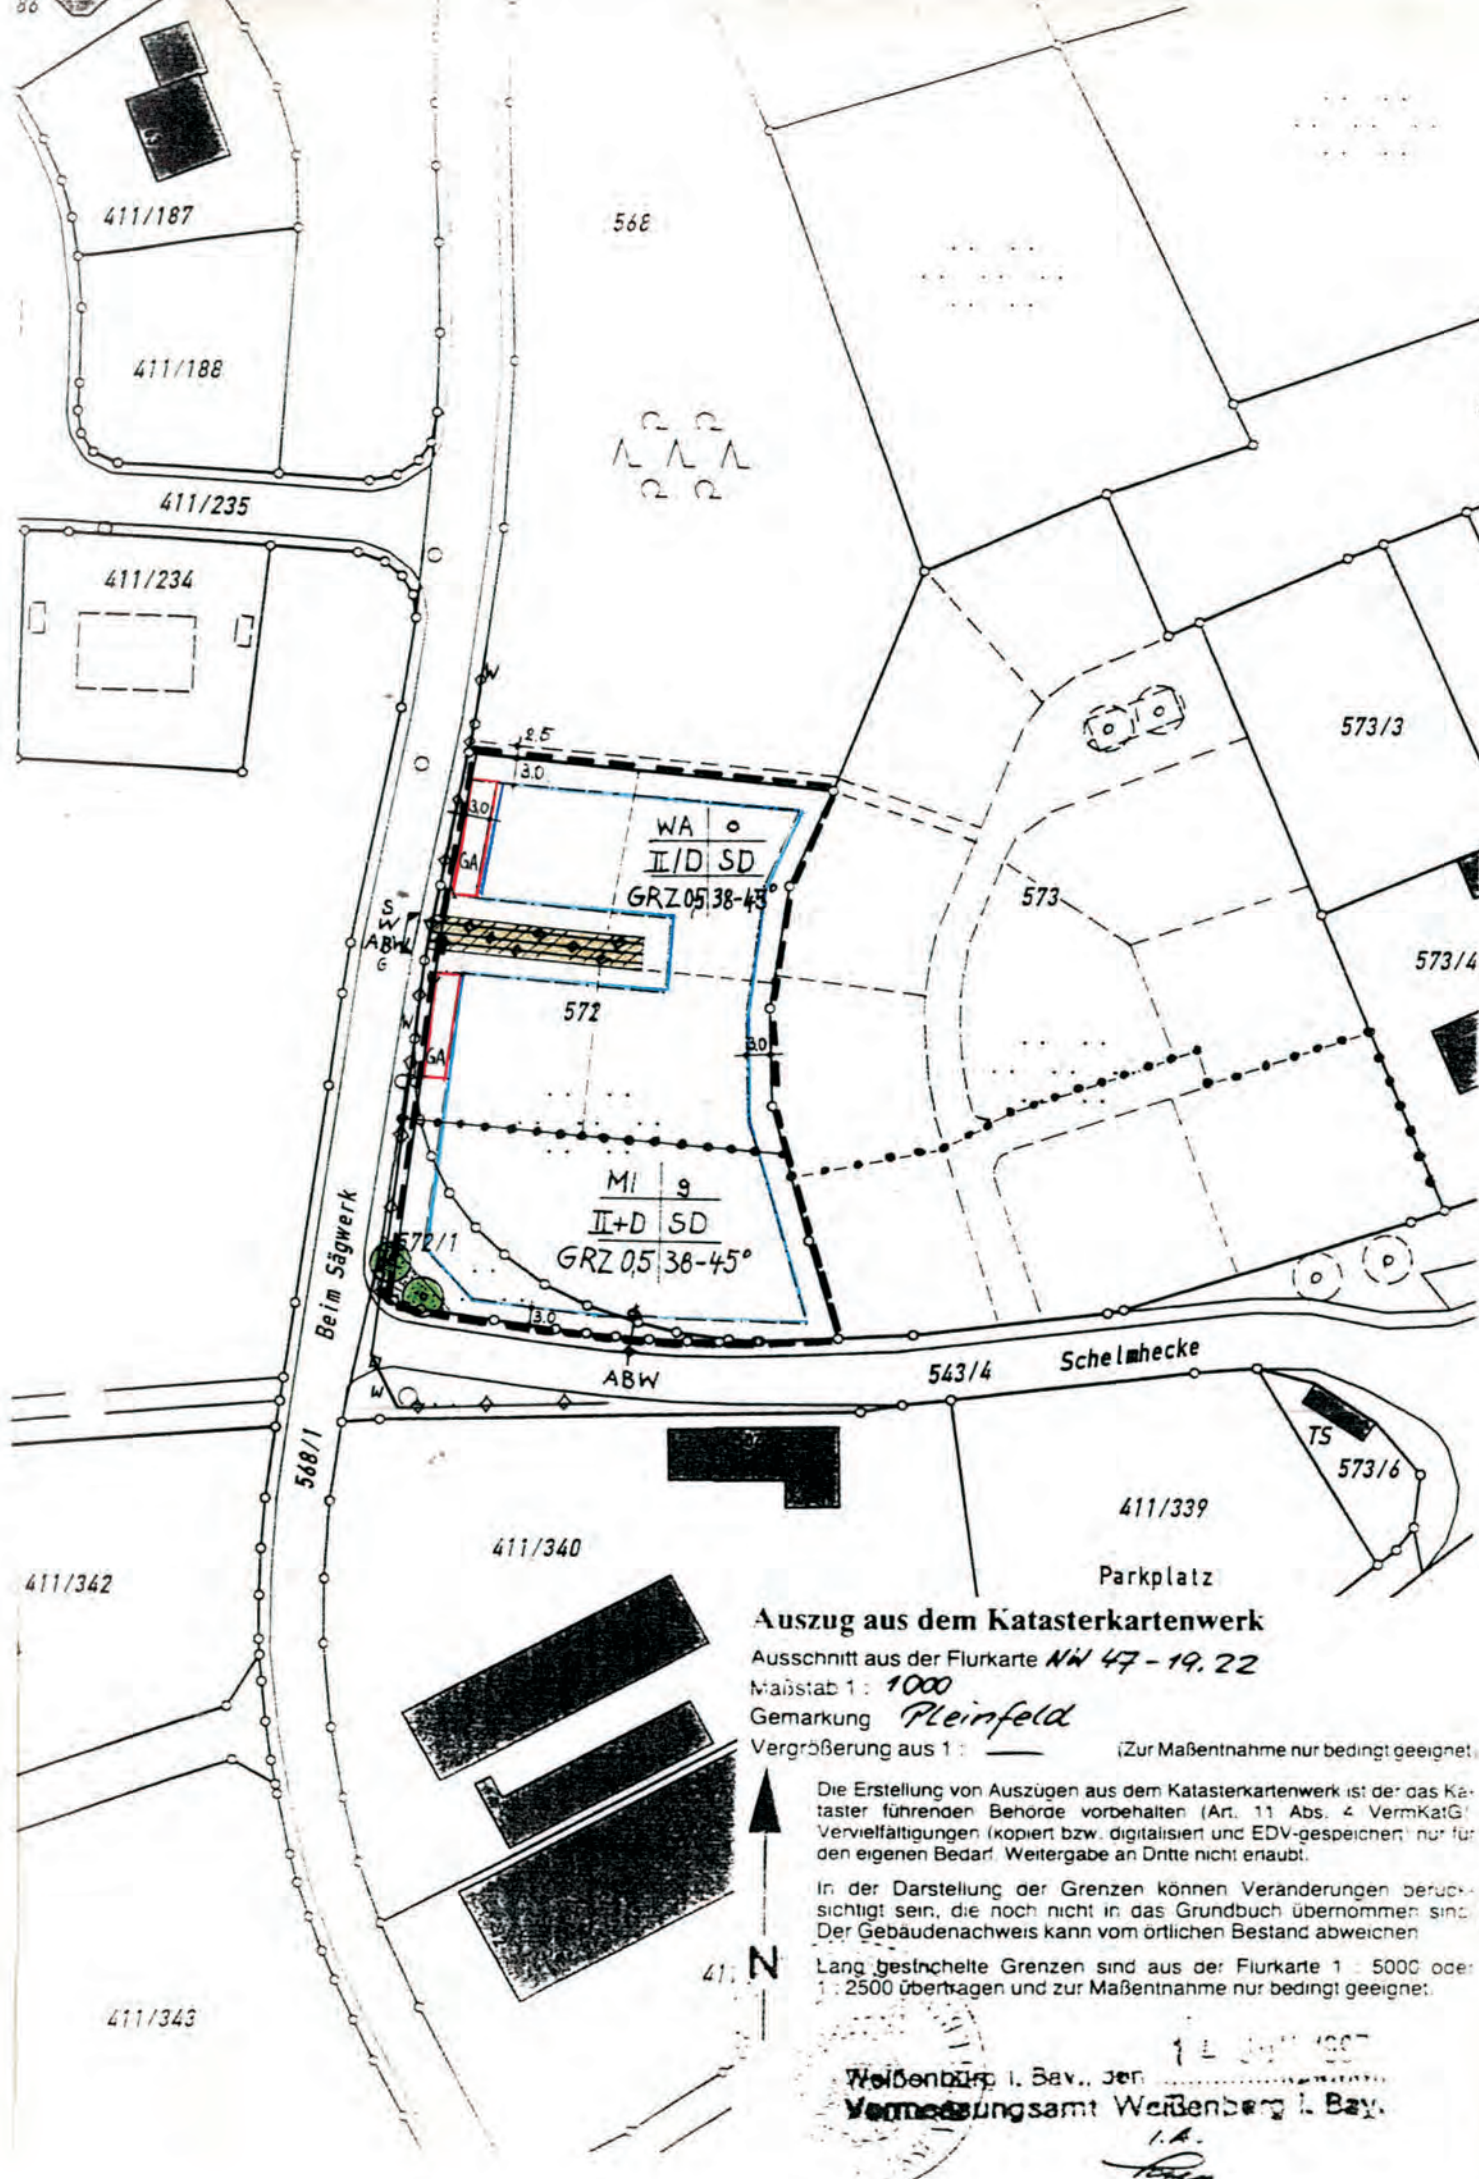 86
411/187
568
411/188
411/235
411/234
W
573/3
2.5
3.0
3.0
WA o
II/D SD
GRZ 0,5 38-45°
GA
573
573/4
S
W
ABW
G
572
W
GA
3.0
MI g
II+D SD
GRZ 0,5 38-45°
572/1
Beim Sägwerk
3.0
ABW
543/4
Schelmhecke
W
568/1
TS
573/6
411/339
411/340
Parkplatz
411/342
Auszug aus dem Katasterkartenwerk
Ausschnitt aus der Flurkarte NW 47-19.22
Maßstab 1: 1000
Gemarkung Pleinfeld
Vergrößerung aus 1: —— (Zur Maßentnahme nur bedingt geeignet
Die Erstellung von Auszügen aus dem Katasterkartenwerk ist der das Ka-
taster führenden Behörde vorbehalten (Art. 11 Abs. 4 VermKatG
Vervielfältigungen (kopiert bzw. digitalisiert und EDV-gespeichert nur für
den eigenen Bedarf. Weitergabe an Dritte nicht erlaubt.
In der Darstellung der Grenzen können Veränderungen berück-
sichtigt sein, die noch nicht in das Grundbuch übernommen sind
Der Gebäudenachweis kann vom örtlichen Bestand abweichen
Lang gestrichelte Grenzen sind aus der Flurkarte 1 : 5000 oder
1 : 2500 übertragen und zur Maßentnahme nur bedingt geeignet.
N
411/343
Weißenburg i. Bay., den
Vermessungsamt Weißenburg i. Bay.
I.A.